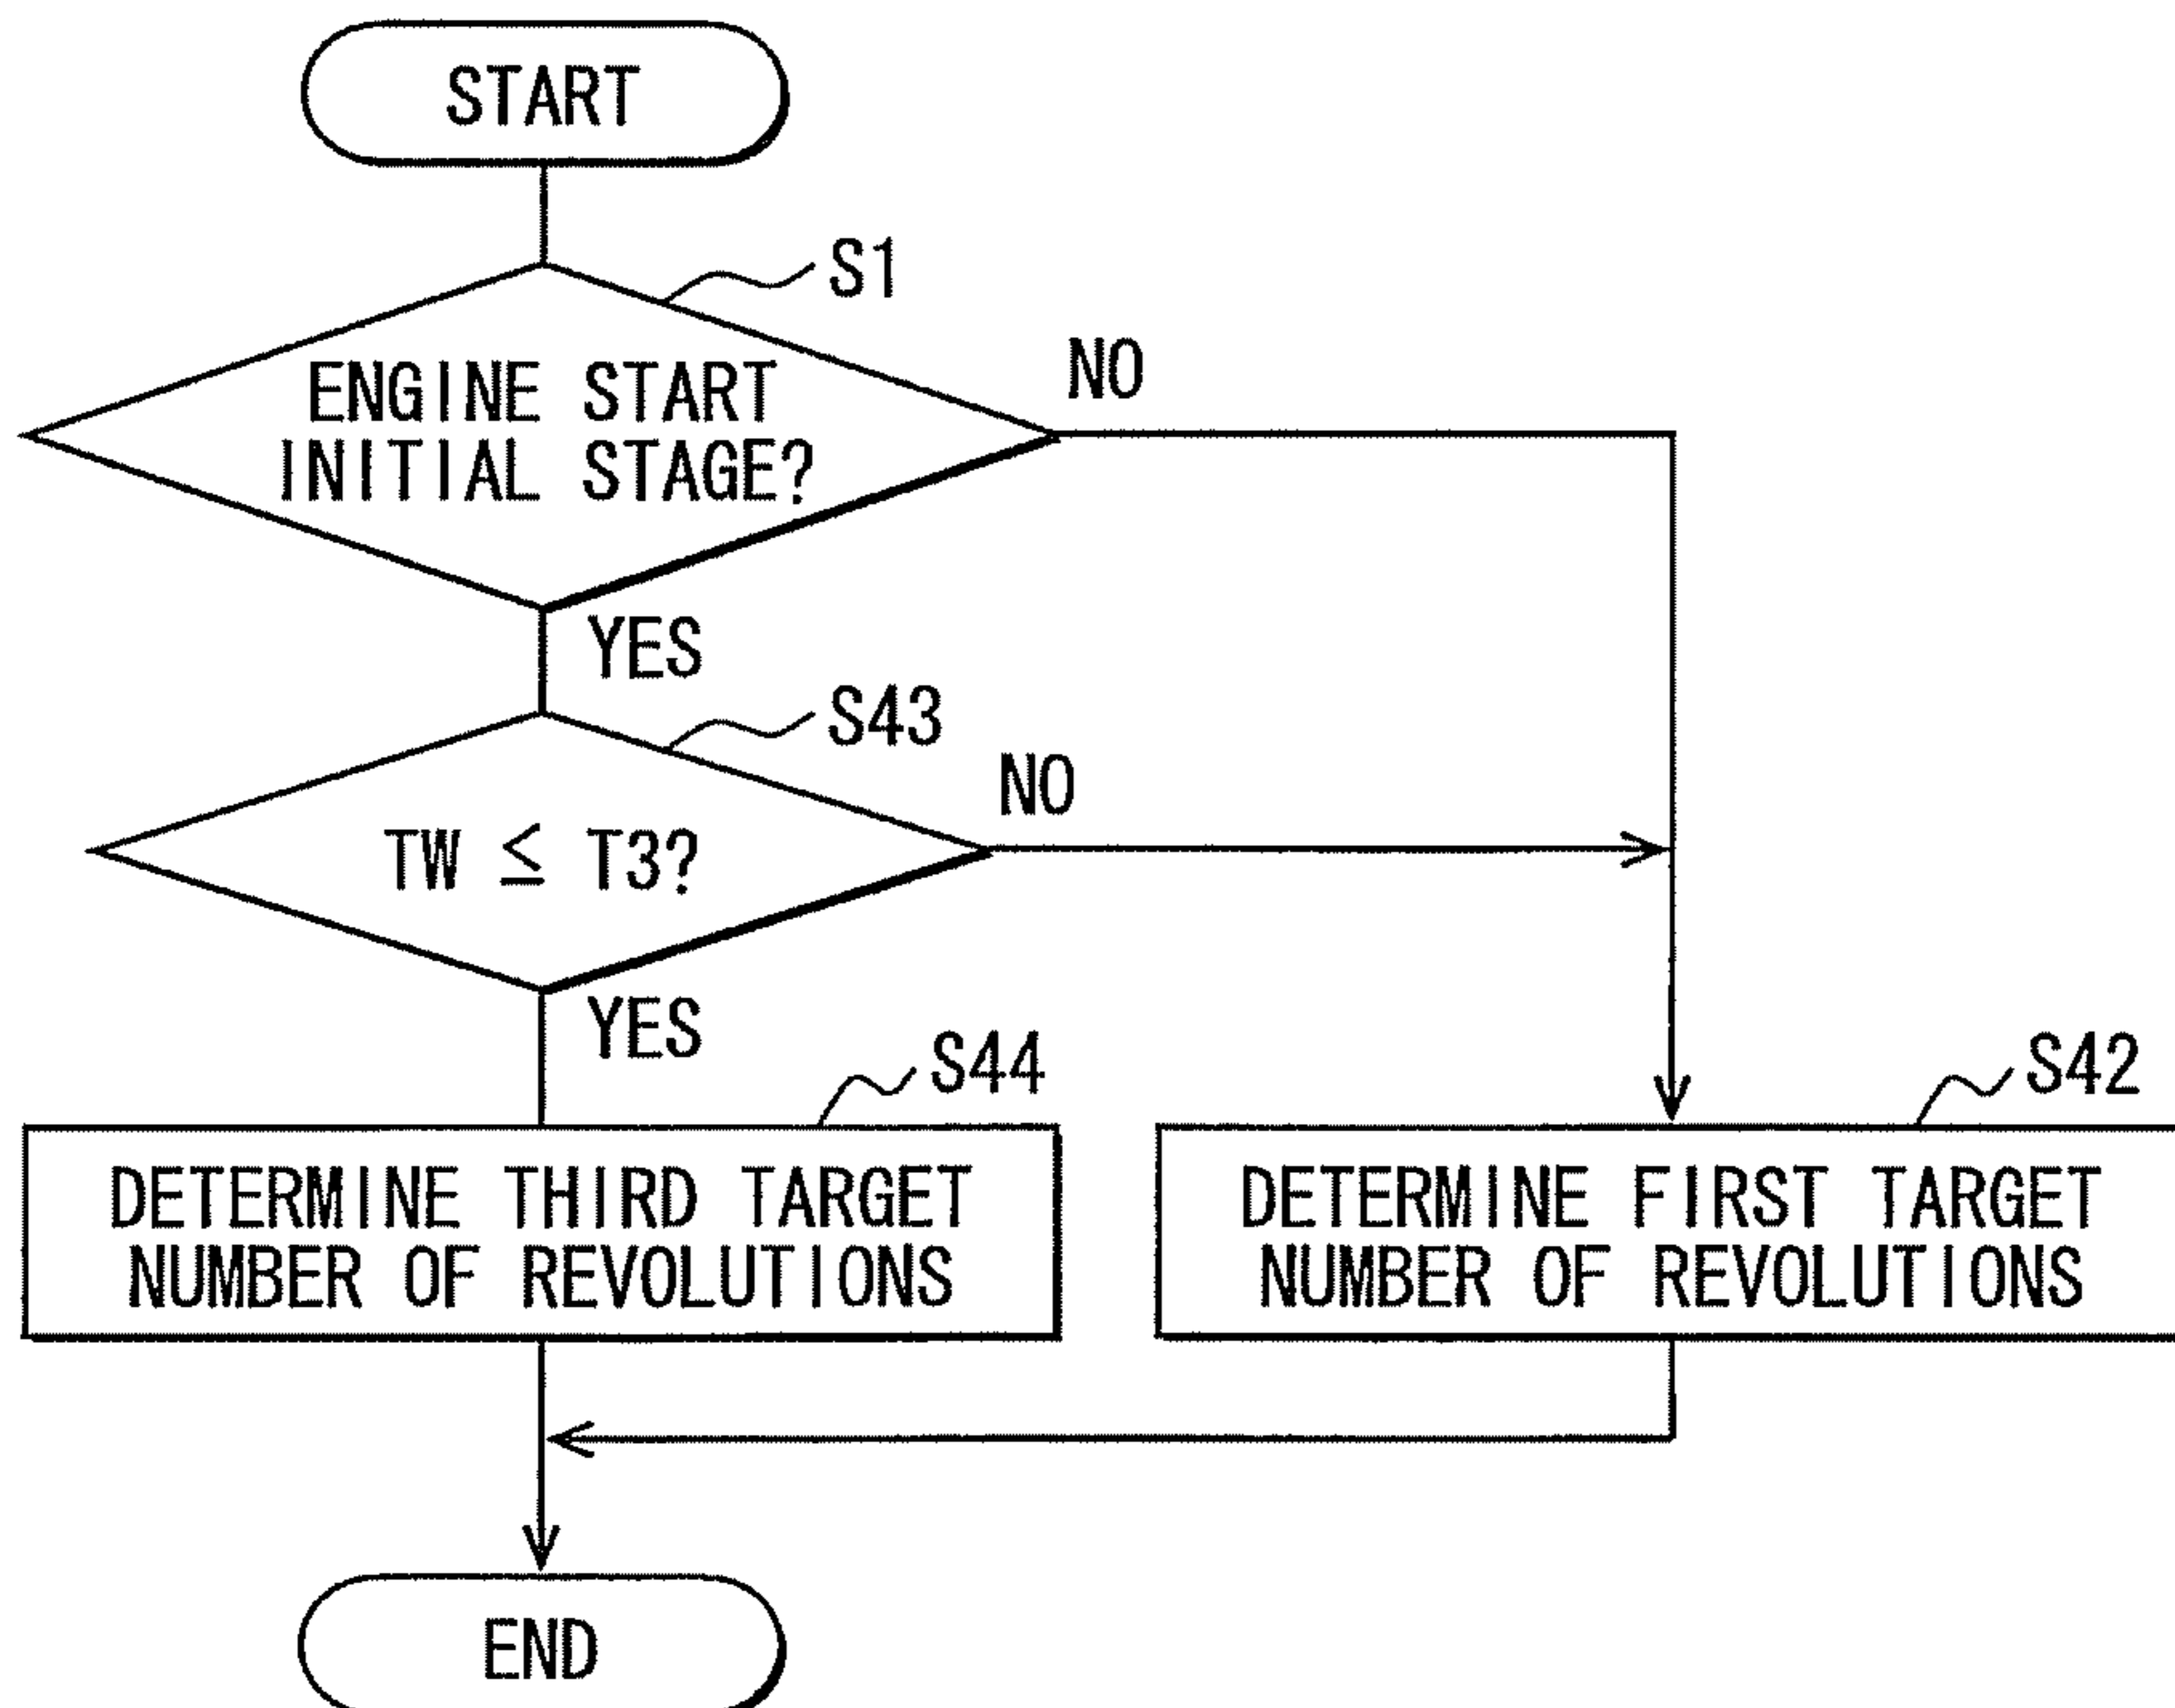 START
S1
ENGINE START
INITIAL STAGE?
NO
YES
S43
TW ≤ T3?
NO
YES
S44
DETERMINE THIRD TARGET
NUMBER OF REVOLUTIONS
S42
DETERMINE FIRST TARGET
NUMBER OF REVOLUTIONS
END